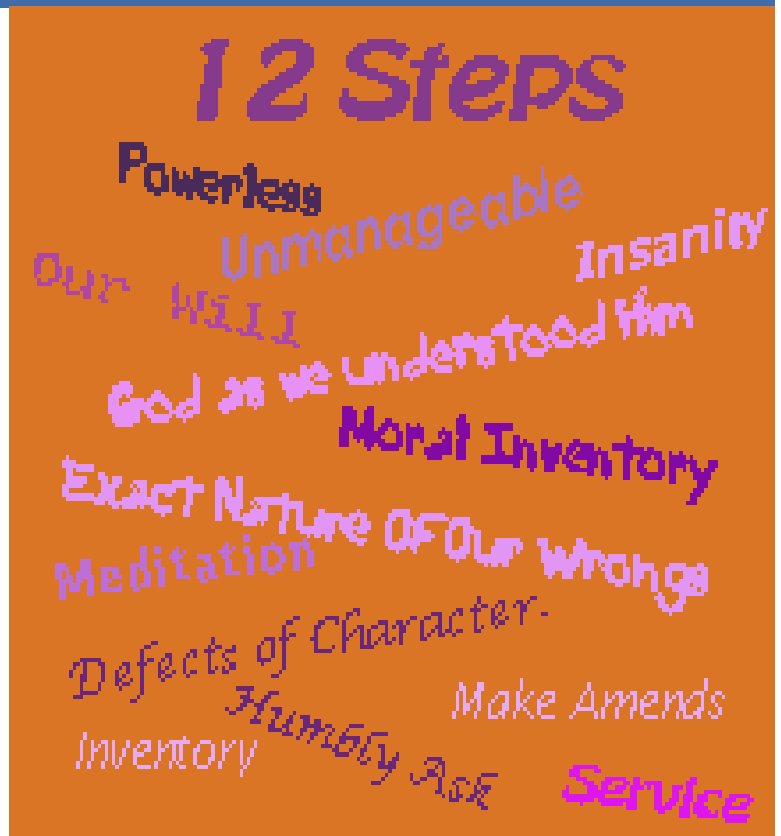 12 Steps
Powerless
Unmanageable
Insanity
Our Will
God as we understood Him
Moral Inventory
Exact Nature Of Our Wrongs
Meditation
Defects of Character.
Humbly Ask
Make Amends
Inventory
Service